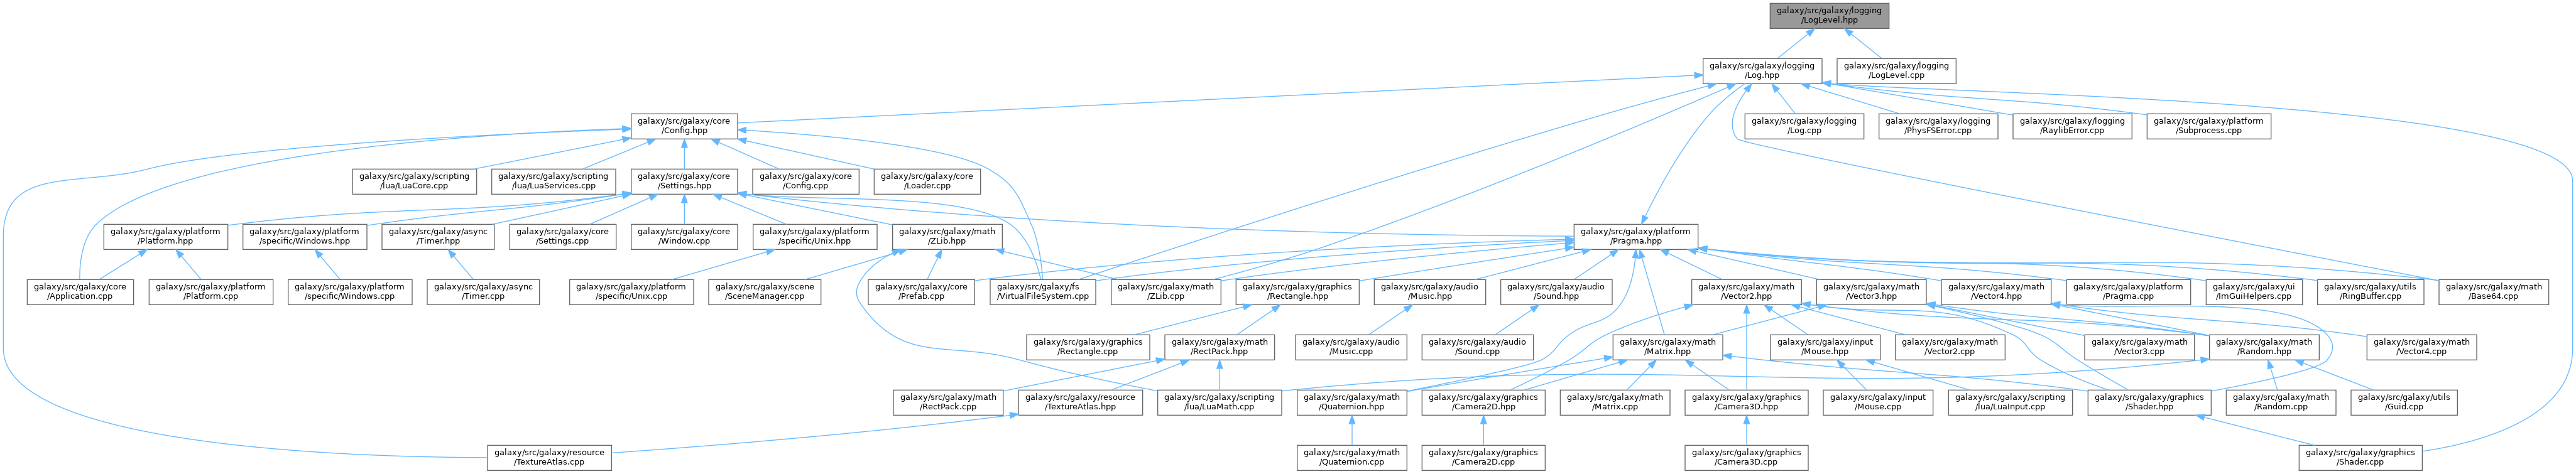 galaxy/src/galaxy/logging
/LogLevel.hpp
galaxy/src/galaxy/logging
/Log.hpp
galaxy/src/galaxy/logging
/LogLevel.cpp
galaxy/src/galaxy/core
/Config.hpp
galaxy/src/galaxy/logging
/Log.cpp
galaxy/src/galaxy/logging
/PhysFSError.cpp
galaxy/src/galaxy/logging
/RaylibError.cpp
galaxy/src/galaxy/platform
/Subprocess.cpp
galaxy/src/galaxy/scripting
/lua/LuaCore.cpp
galaxy/src/galaxy/scripting
/lua/LuaServices.cpp
galaxy/src/galaxy/core
/Settings.hpp
galaxy/src/galaxy/core
/Config.cpp
galaxy/src/galaxy/core
/Loader.cpp
galaxy/src/galaxy/platform
/Platform.hpp
galaxy/src/galaxy/platform
/specific/Windows.hpp
galaxy/src/galaxy/async
/Timer.hpp
galaxy/src/galaxy/core
/Settings.cpp
galaxy/src/galaxy/core
/Window.cpp
galaxy/src/galaxy/platform
/specific/Unix.hpp
galaxy/src/galaxy/math
/ZLib.hpp
galaxy/src/galaxy/platform
/Pragma.hpp
galaxy/src/galaxy/core
/Application.cpp
galaxy/src/galaxy/platform
/Platform.cpp
galaxy/src/galaxy/platform
/specific/Windows.cpp
galaxy/src/galaxy/async
/Timer.cpp
galaxy/src/galaxy/platform
/specific/Unix.cpp
galaxy/src/galaxy/scene
/SceneManager.cpp
galaxy/src/galaxy/core
/Prefab.cpp
galaxy/src/galaxy/fs
/VirtualFileSystem.cpp
galaxy/src/galaxy/math
/ZLib.cpp
galaxy/src/galaxy/graphics
/Rectangle.hpp
galaxy/src/galaxy/audio
/Music.hpp
galaxy/src/galaxy/audio
/Sound.hpp
galaxy/src/galaxy/math
/Vector2.hpp
galaxy/src/galaxy/math
/Vector3.hpp
galaxy/src/galaxy/math
/Vector4.hpp
galaxy/src/galaxy/platform
/Pragma.cpp
galaxy/src/galaxy/ui
/ImGuiHelpers.cpp
galaxy/src/galaxy/utils
/RingBuffer.cpp
galaxy/src/galaxy/math
/Base64.cpp
galaxy/src/galaxy/graphics
/Rectangle.cpp
galaxy/src/galaxy/math
/RectPack.hpp
galaxy/src/galaxy/audio
/Music.cpp
galaxy/src/galaxy/audio
/Sound.cpp
galaxy/src/galaxy/math
/Matrix.hpp
galaxy/src/galaxy/input
/Mouse.hpp
galaxy/src/galaxy/math
/Vector2.cpp
galaxy/src/galaxy/math
/Vector3.cpp
galaxy/src/galaxy/math
/Random.hpp
galaxy/src/galaxy/math
/Vector4.cpp
galaxy/src/galaxy/math
/RectPack.cpp
galaxy/src/galaxy/resource
/TextureAtlas.hpp
galaxy/src/galaxy/scripting
/lua/LuaMath.cpp
galaxy/src/galaxy/math
/Quaternion.hpp
galaxy/src/galaxy/graphics
/Camera2D.hpp
galaxy/src/galaxy/math
/Matrix.cpp
galaxy/src/galaxy/graphics
/Camera3D.hpp
galaxy/src/galaxy/input
/Mouse.cpp
galaxy/src/galaxy/scripting
/lua/LuaInput.cpp
galaxy/src/galaxy/graphics
/Shader.hpp
galaxy/src/galaxy/math
/Random.cpp
galaxy/src/galaxy/utils
/Guid.cpp
galaxy/src/galaxy/resource
/TextureAtlas.cpp
galaxy/src/galaxy/math
/Quaternion.cpp
galaxy/src/galaxy/graphics
/Camera2D.cpp
galaxy/src/galaxy/graphics
/Camera3D.cpp
galaxy/src/galaxy/graphics
/Shader.cpp